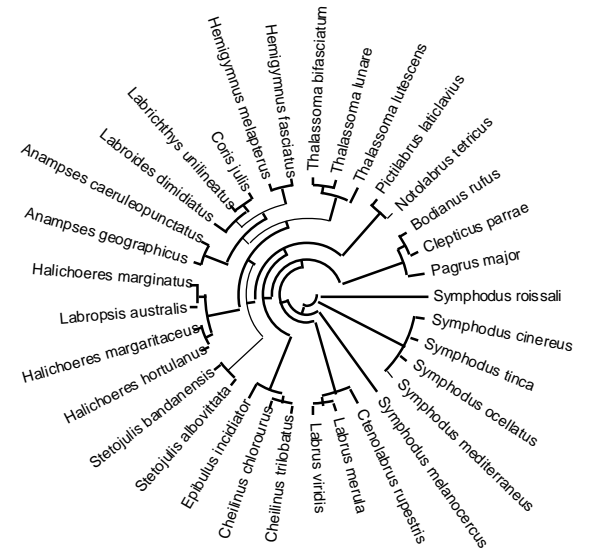 Thalassoma bifasciatum
Thalassoma lunare
Thalassoma lutescens
Pictilabrus laticlavius
Notolabrus tetricus
Bodianus rufus
Clepticus parrae
Pagrus major
Symphodus roissali
Symphodus cinereus
Symphodus tinca
Symphodus ocellatus
Symphodus mediterraneus
Symphodus melanocercus
Ctenolabrus rupestris
Labrus merula
Labrus viridis
Cheilinus trilobatus
Cheilinus chlorourus
Epibulus incidiator
Stetojulis albovittata
Stetojulis bandanensis
Halichoeres hortulanus
Halichoeres margaritaceus
Labropsis australis
Halichoeres marginatus
Anampses geographicus
Anampses caeruleopunctatus
Labroides dimidiatus
Labrichthys unilineatus
Coris julis
Hemigymnus melapterus
Hemigymnus fasciatus